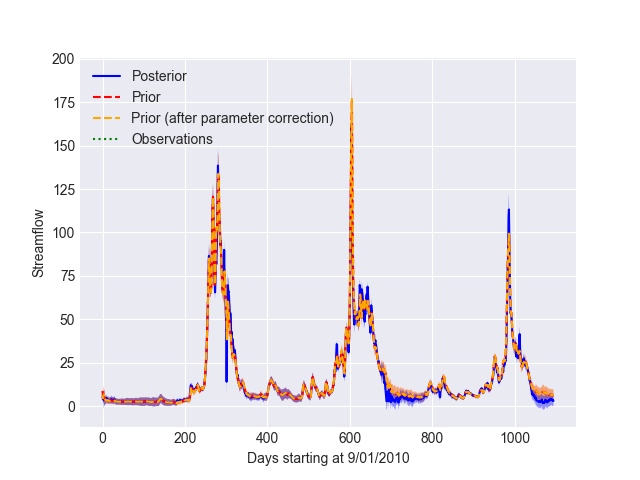 200
175
150
125
100
75
50
25
0
Streamflow
Posterior
Prior
Prior (after parameter correction)
Observations
0 200 400 600 800 1000
Days starting at 9/01/2010